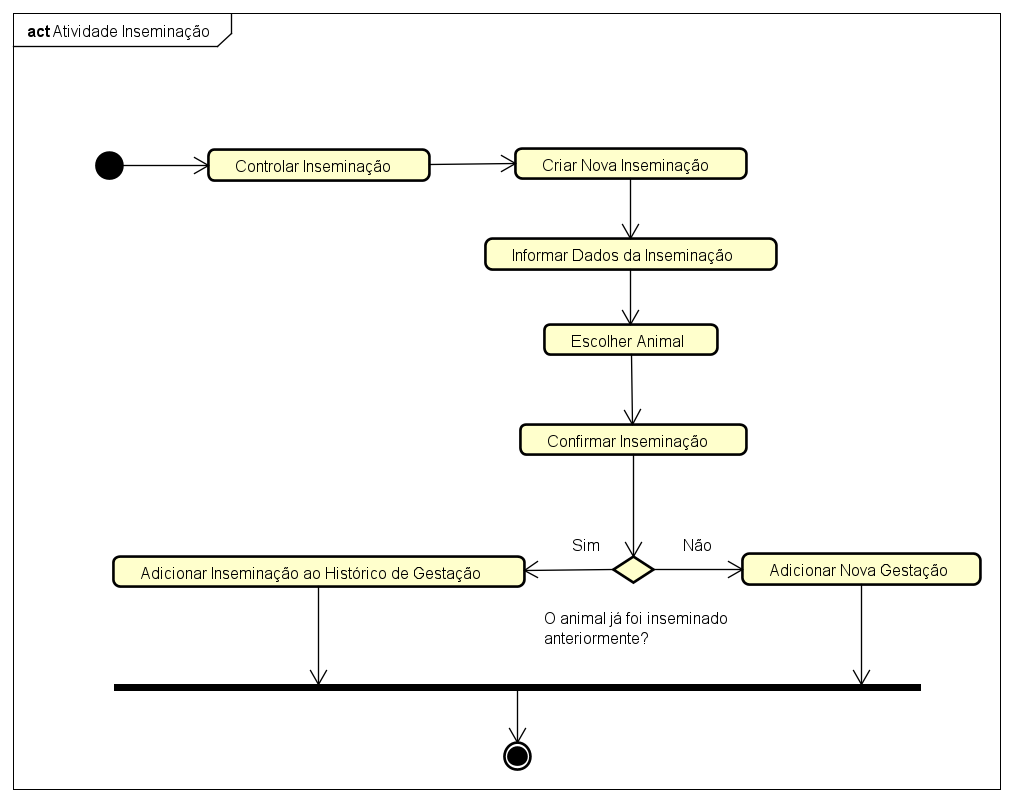 act Atividade Inseminação
Controlar Inseminação
Criar Nova Inseminação
Informar Dados da Inseminação
Escolher Animal
Confirmar Inseminação
Sim
Não
Adicionar Inseminação ao Histórico de Gestação
Adicionar Nova Gestação
O animal já foi inseminado
anteriormente?